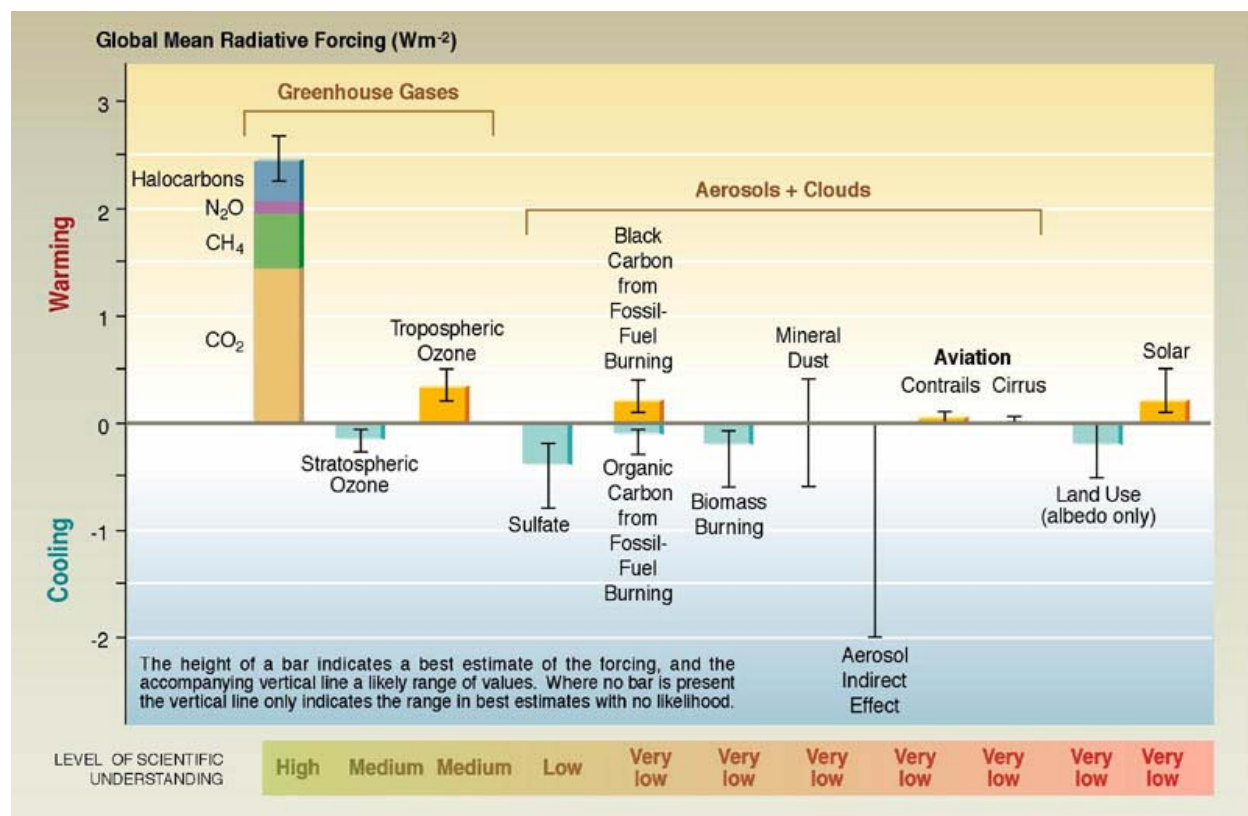 Global Mean Radiative Forcing (Wm-2)
Greenhouse Gases
3
Halocarbons
N2O
2
CH4
CO2
Warming
1
0
Cooling
-1
-2
Aerosols + Clouds
Tropospheric
Ozone
Stratospheric
Ozone
Sulfate
Black
Carbon
from
Fossil-
Fuel
Burning
Organic
Carbon
from
Fossil-
Fuel
Burning
Biomass
Burning
Mineral
Dust
Aviation
Contrails Cirrus
Aerosol
Indirect
Effect
Land Use
(albedo only)
Solar
The height of a bar indicates a best estimate of the forcing, and the
accompanying vertical line a likely range of values. Where no bar is present
the vertical line only indicates the range in best estimates with no likelihood.
LEVEL OF SCIENTIFIC
UNDERSTANDING
High
Medium
Medium
Low
Very
low
Very
low
Very
low
Very
low
Very
low
Very
low
Very
low